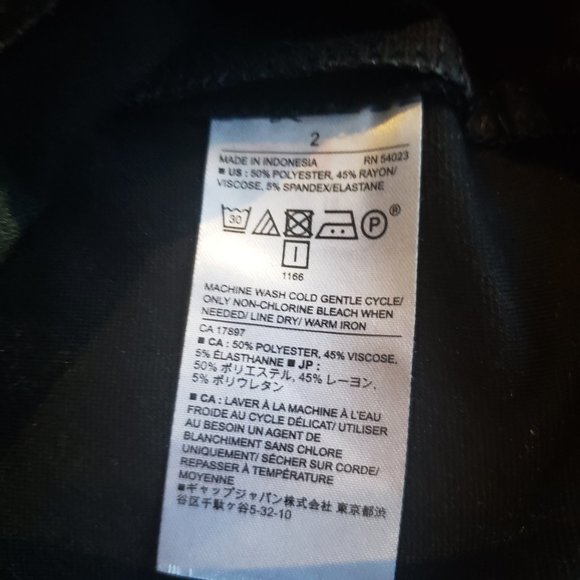 2
MADE IN INDONESIA RN 54023
■ US : 50% POLYESTER, 45% RAYON/
VISCOSE, 5% SPANDEX/ELASTANE
30 P ®
1166
MACHINE WASH COLD GENTLE CYCLE/
ONLY NON-CHLORINE BLEACH WHEN
NEEDED/ LINE DRY/ WARM IRON
CA 17897
■ CA : 50% POLYESTER, 45% VISCOSE,
5% ÉLASTHANNE ■ JP :
50% ポリエステル, 45% レーヨン,
5% ポリウレタン
■ CA : LAVER À LA MACHINE À L'EAU
FROIDE AU CYCLE DÉLICAT/ UTILISER
AU BESOIN UN AGENT DE
BLANCHIMENT SANS CHLORE
UNIQUEMENT/ SÉCHER SUR CORDE/
REPASSER À TEMPÉRATURE
MOYENNE
■ギャップジャパン株式会社 東京都渋
谷区千駄ヶ谷5-32-10